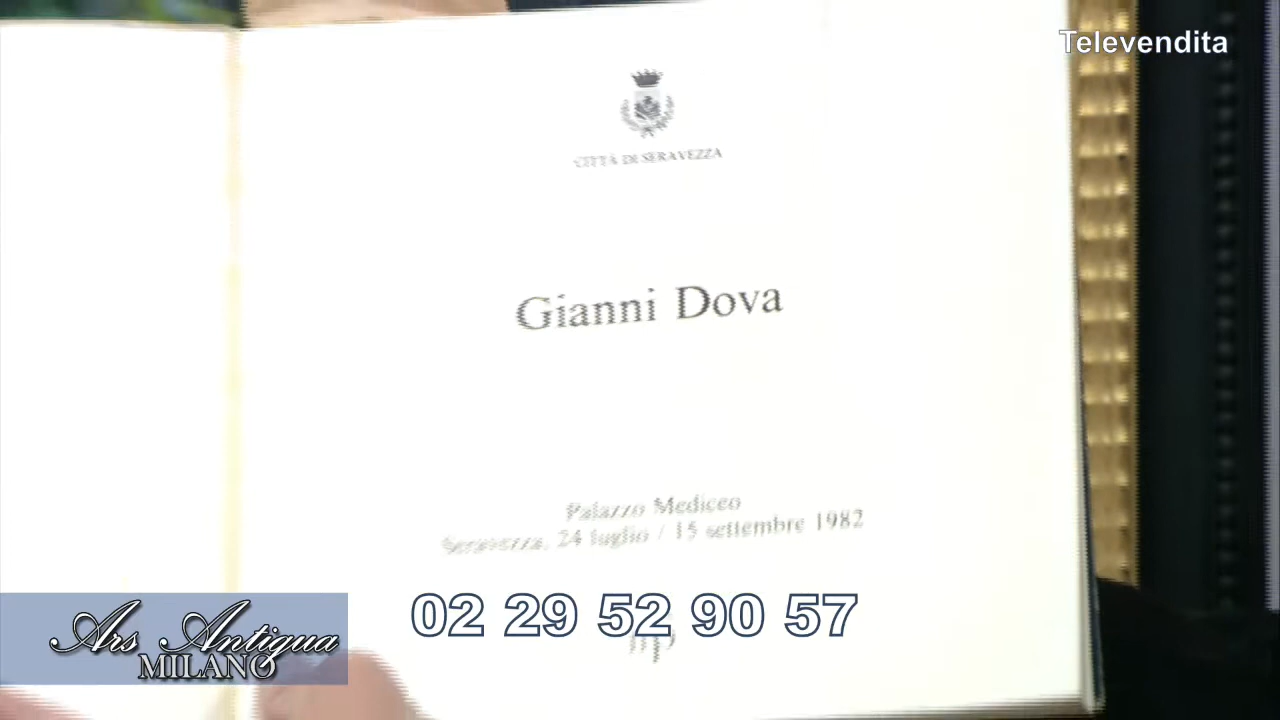 Televendita
CITTÀ DI SERAVEZZA
Gianni Dova
Palazzo Mediceo
Seravezza, 24 luglio / 15 settembre 1982
02 29 52 90 57
Ars Antiqua
MILANO